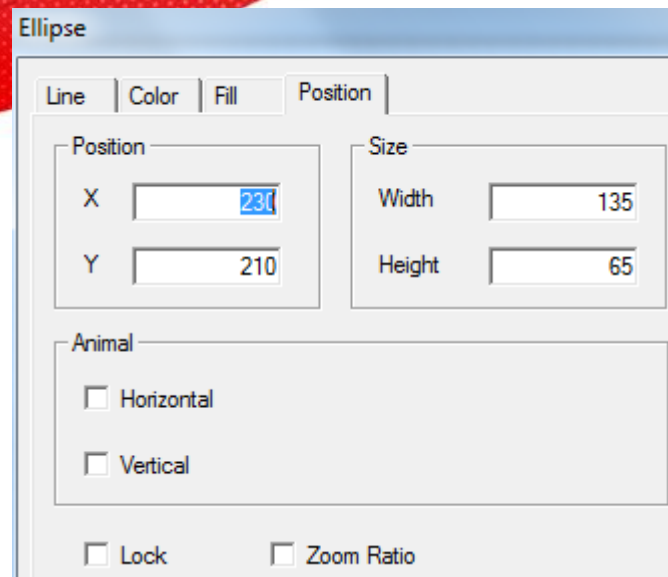 Ellipse
Line Color Fill Position
Position Size
X 230 Width 135
Y 210 Height 65
Animal
Horizontal
Vertical
Lock Zoom Ratio